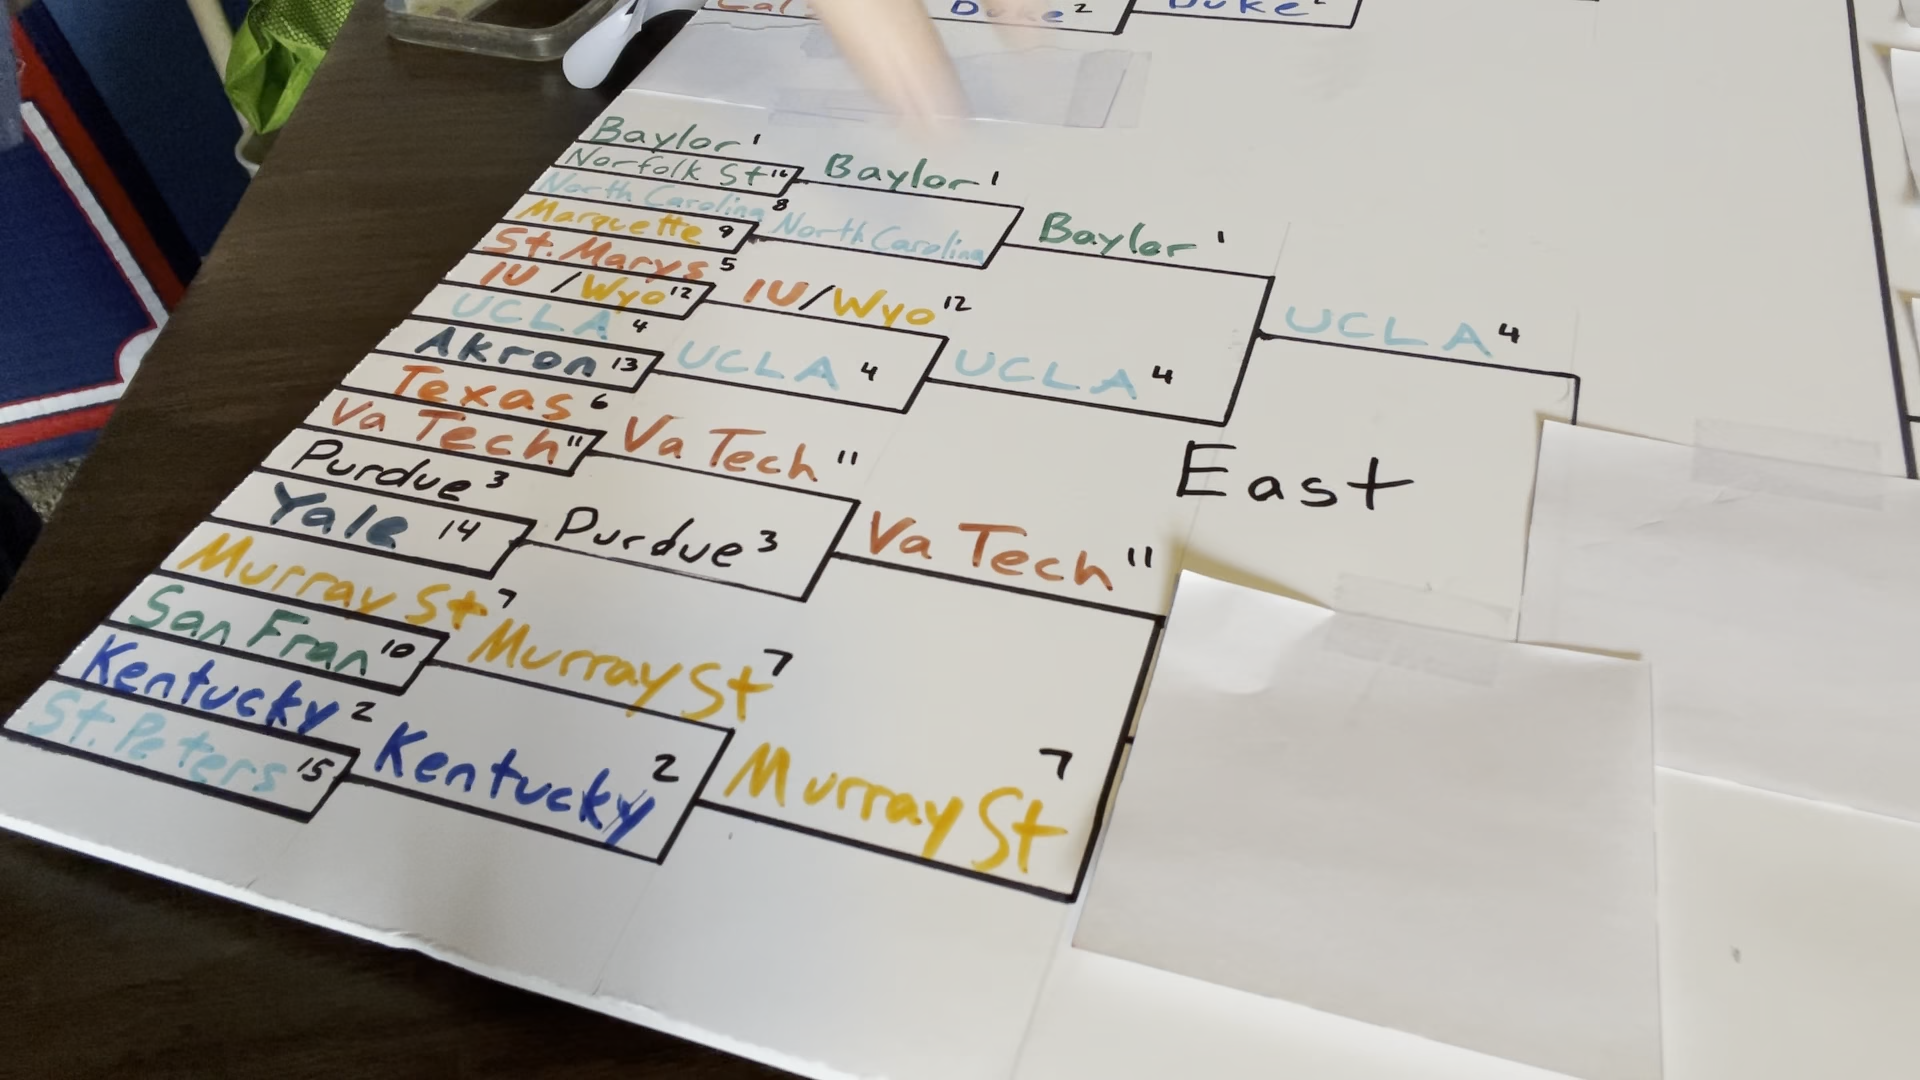 Cal
Duke 2
Duke 2
Baylor 1
Norfolk St 16
North Carolina 8
Marquette 9
St. Marys 5
IU / Wyo 12
UCLA 4
Akron 13
Texas 6
Va Tech 11
Purdue 3
Yale 14
Murray St 7
San Fran 10
Kentucky 2
St. Peters 15
Baylor 1
North Carolina
IU/Wyo 12
UCLA 4
Va Tech 11
Purdue 3
Murray St 7
Kentucky 2
Baylor 1
UCLA 4
Va Tech 11
Murray St 7
UCLA 4
East